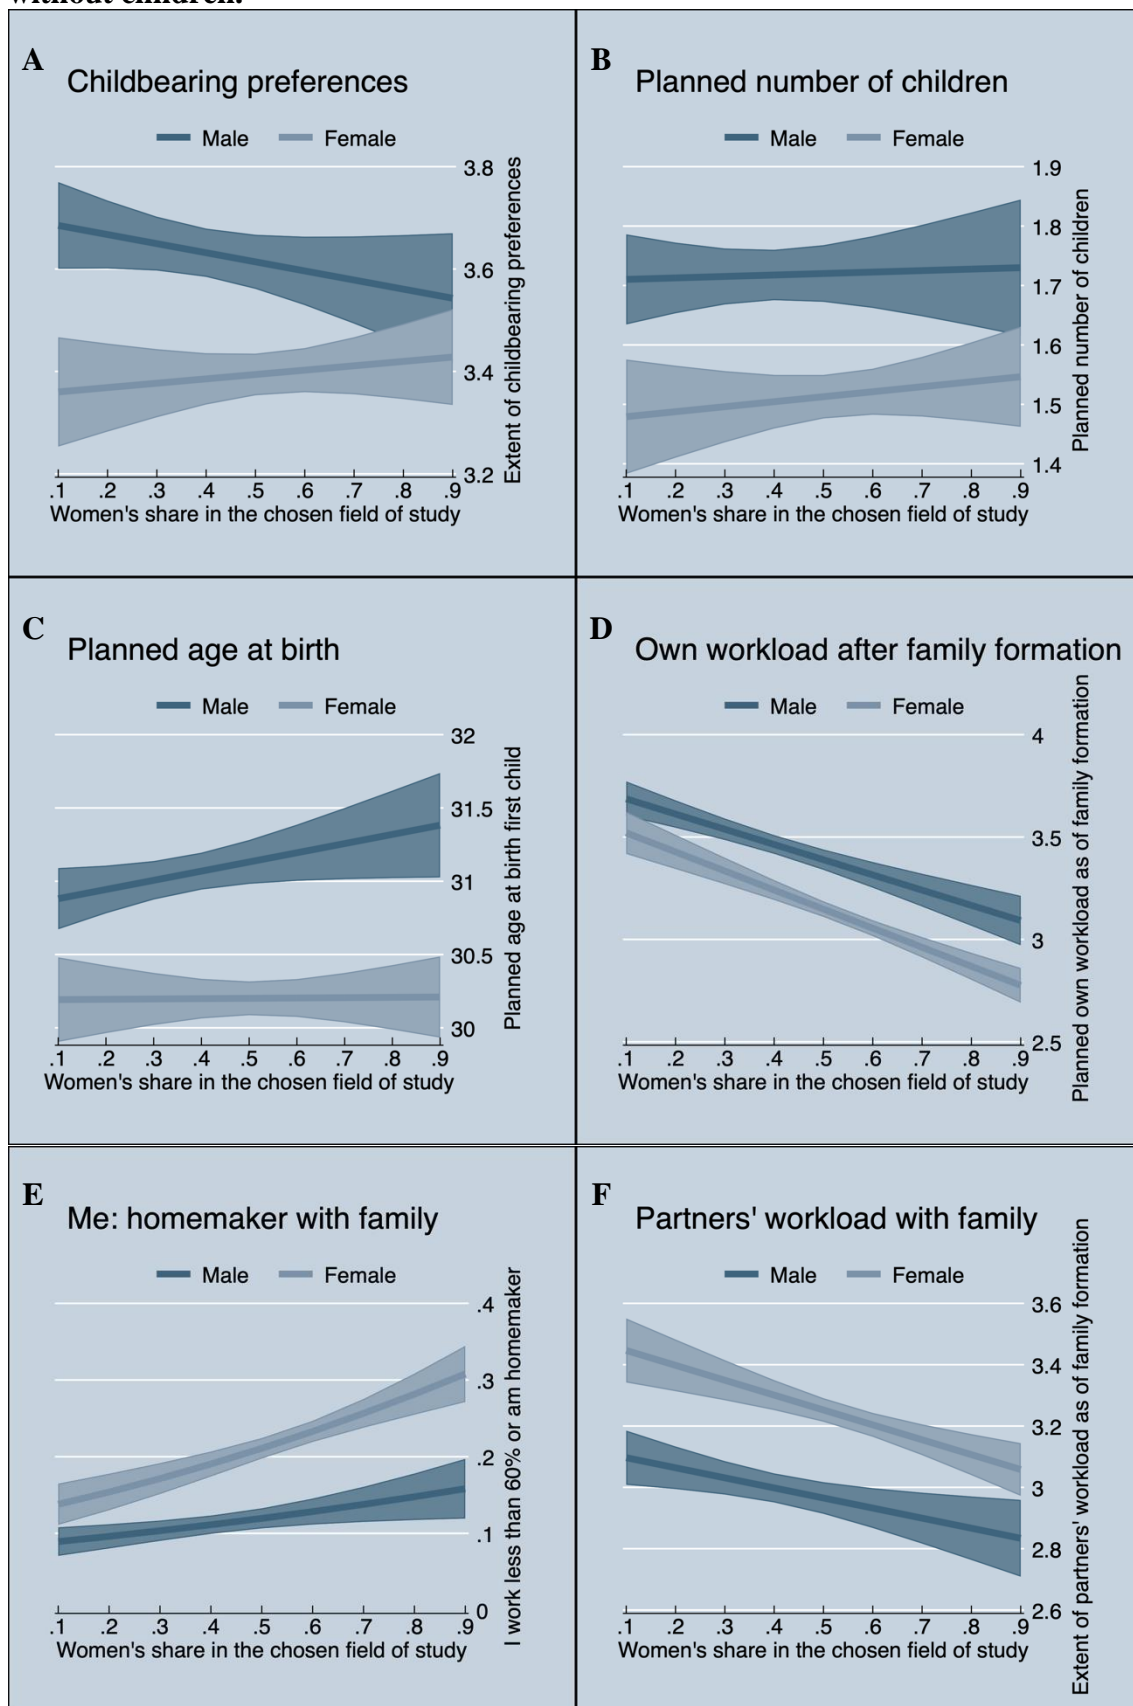 without children.
A
Childbearing preferences
Male Female
3.8
3.6
3.4
3.2
Extent of childbearing preferences
.1 .2 .3 .4 .5 .6 .7 .8 .9
Women's share in the chosen field of study
B
Planned number of children
Male Female
1.9
1.8
1.7
1.6
1.5
1.4
Planned number of children
.1 .2 .3 .4 .5 .6 .7 .8 .9
Women's share in the chosen field of study
C
Planned age at birth
Male Female
32
31.5
31
30.5
30
Planned age at birth first child
.1 .2 .3 .4 .5 .6 .7 .8 .9
Women's share in the chosen field of study
D
Own workload after family formation
Male Female
4
3.5
3
2.5
Planned own workload as of family formation
.1 .2 .3 .4 .5 .6 .7 .8 .9
Women's share in the chosen field of study
E
Me: homemaker with family
Male Female
.4
.3
.2
.1
0
I work less than 60% or am homemaker
.1 .2 .3 .4 .5 .6 .7 .8 .9
Women's share in the chosen field of study
F
Partners' workload with family
Male Female
3.6
3.4
3.2
3
2.8
2.6
Extent of partners' workload as of family formation
.1 .2 .3 .4 .5 .6 .7 .8 .9
Women's share in the chosen field of study